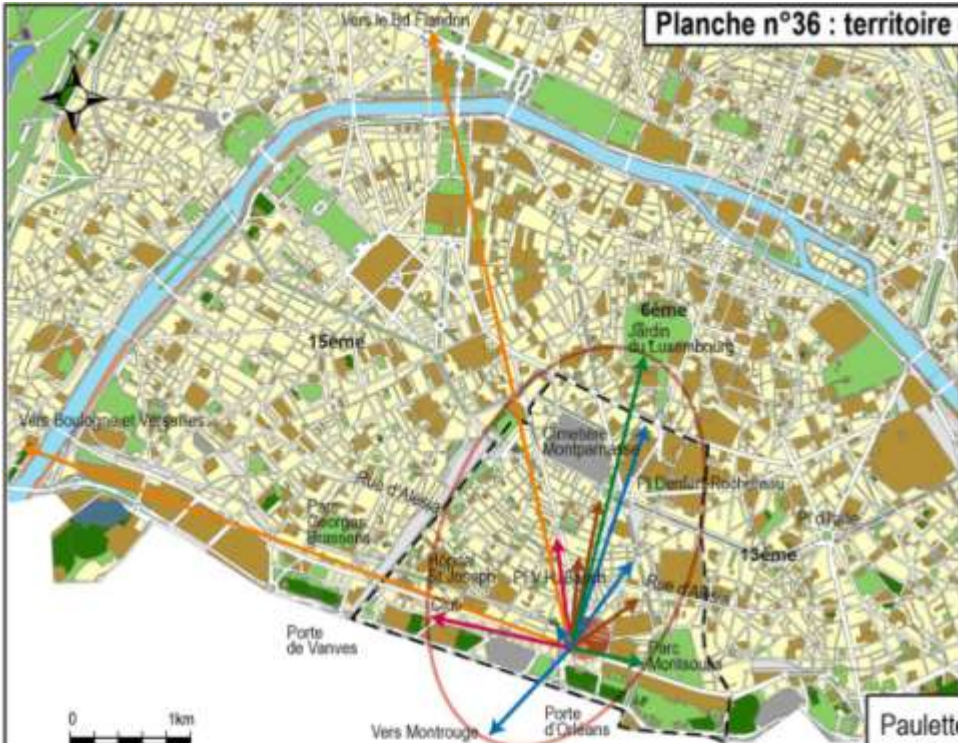 Planche n°36 : territoire
Vers le Bd Flandrin
6ème
Jardin
du Luxembourg
15ème
Vers Boulogne et Versailles
Cimetière
Montparnasse
Rue d'Alésia
Pl Denfert-Rochereau
Parc
Georges
Brassens
Pl d'Italie
13ème
Hôpital
St Joseph
Rue d'Alésia
Club
Porte
de Vanves
Parc
Montsouris
0 1km
Vers Montrouge
Porte
d'Orléans
Paulette